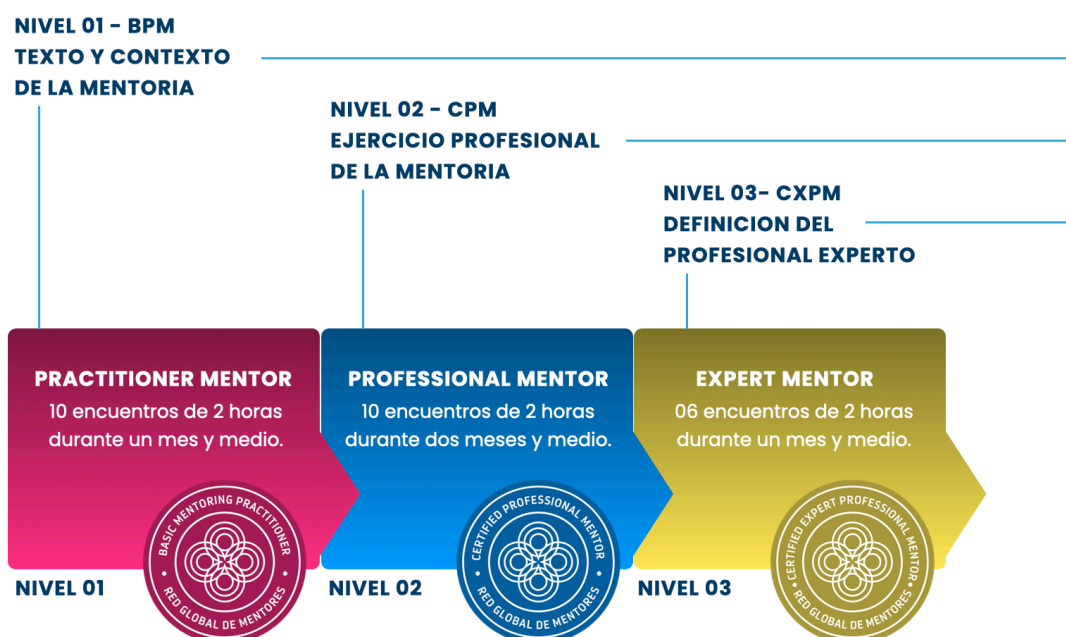 NIVEL 01 - BPM
TEXTO Y CONTEXTO
DE LA MENTORIA
NIVEL 02 - CPM
EJERCICIO PROFESIONAL
DE LA MENTORIA
NIVEL 03- CXPM
DEFINICION DEL
PROFESIONAL EXPERTO
PRACTITIONER MENTOR
10 encuentros de 2 horas
durante un mes y medio.
PROFESSIONAL MENTOR
10 encuentros de 2 horas
durante dos meses y medio.
EXPERT MENTOR
06 encuentros de 2 horas
durante un mes y medio.
BASIC MENTORING PRACTITIONER
• RED GLOBAL DE MENTORES •
CERTIFIED PROFESSIONAL MENTOR
• RED GLOBAL DE MENTORES •
CERTIFIED EXPERT PROFESSIONAL MENTOR
• RED GLOBAL DE MENTORES •
NIVEL 01
NIVEL 02
NIVEL 03